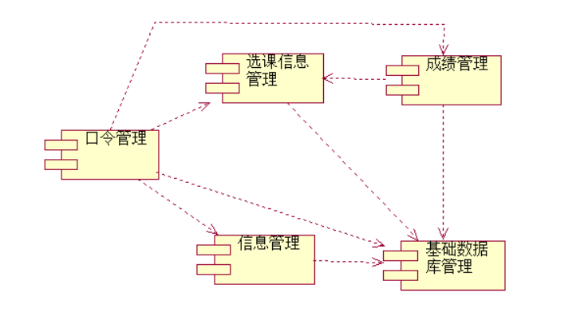 选课信息
管理
成绩管理
口令管理
信息管理
基础数据
库管理